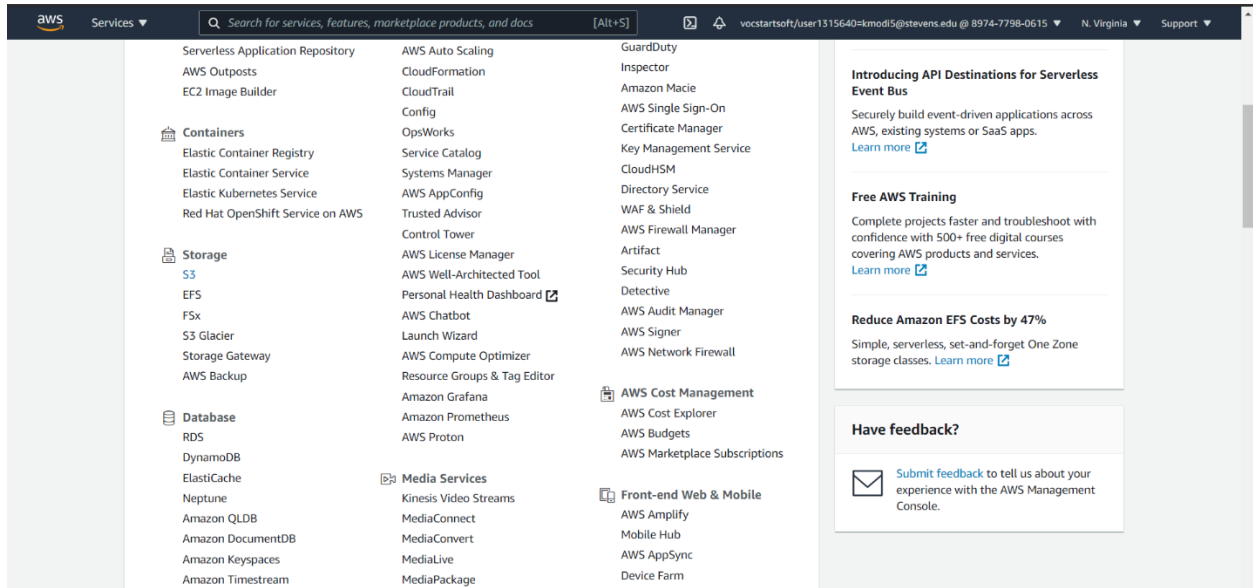 aws
Services ▼
Search for services, features, marketplace products, and docs
[Alt+S]
vocstartsoft/user1315640=kmodi5@stevens.edu @ 8974-7798-0615 ▼
N. Virginia ▼
Support ▼
Serverless Application Repository
AWS Outposts
EC2 Image Builder
Containers
Elastic Container Registry
Elastic Container Service
Elastic Kubernetes Service
Red Hat OpenShift Service on AWS
Storage
S3
EFS
FSx
S3 Glacier
Storage Gateway
AWS Backup
Database
RDS
DynamoDB
ElastiCache
Neptune
Amazon QLDB
Amazon DocumentDB
Amazon Keyspaces
Amazon Timestream
AWS Auto Scaling
CloudFormation
CloudTrail
Config
OpsWorks
Service Catalog
Systems Manager
AWS AppConfig
Trusted Advisor
Control Tower
AWS License Manager
AWS Well-Architected Tool
Personal Health Dashboard
AWS Chatbot
Launch Wizard
AWS Compute Optimizer
Resource Groups & Tag Editor
Amazon Grafana
Amazon Prometheus
AWS Proton
Media Services
Kinesis Video Streams
MediaConnect
MediaConvert
MediaLive
MediaPackage
GuardDuty
Inspector
Amazon Macie
AWS Single Sign-On
Certificate Manager
Key Management Service
CloudHSM
Directory Service
WAF & Shield
AWS Firewall Manager
Artifact
Security Hub
Detective
AWS Audit Manager
AWS Signer
AWS Network Firewall
AWS Cost Management
AWS Cost Explorer
AWS Budgets
AWS Marketplace Subscriptions
Front-end Web & Mobile
AWS Amplify
Mobile Hub
AWS AppSync
Device Farm
Introducing API Destinations for Serverless
Event Bus
Securely build event-driven applications across
AWS, existing systems or SaaS apps.
Learn more
Free AWS Training
Complete projects faster and troubleshoot with
confidence with 500+ free digital courses
covering AWS products and services.
Learn more
Reduce Amazon EFS Costs by 47%
Simple, serverless, set-and-forget One Zone
storage classes. Learn more
Have feedback?
Submit feedback to tell us about your
experience with the AWS Management
Console.